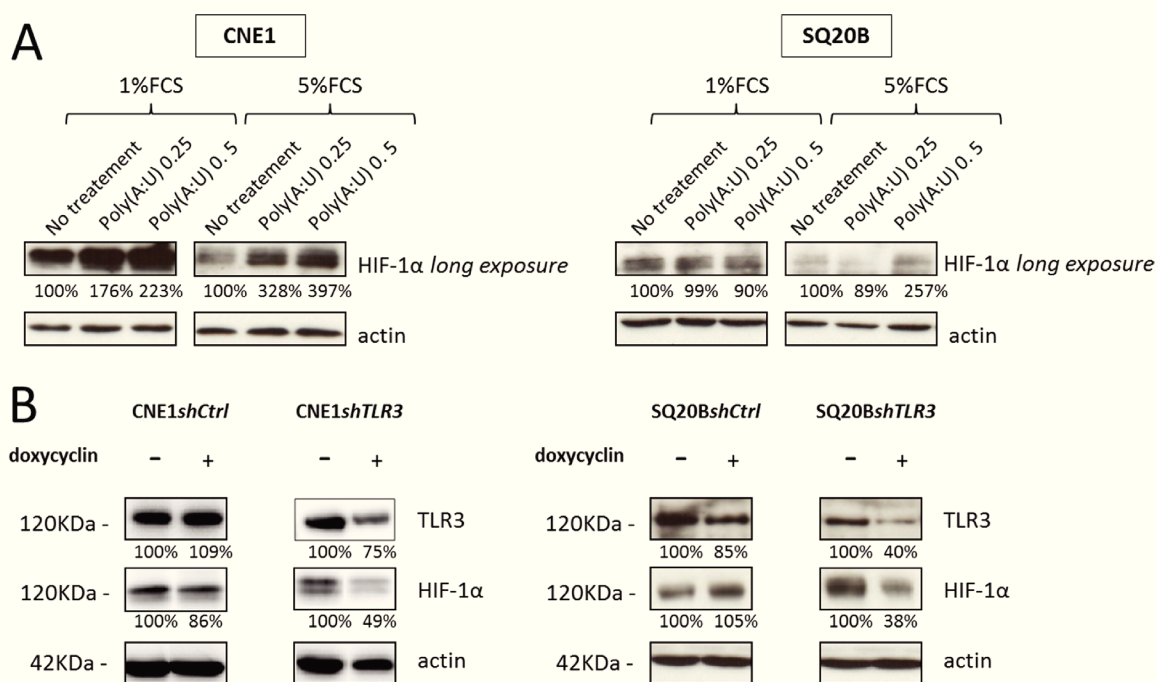 A
CNE1
SQ20B
1%FCS 5%FCS 1%FCS 5%FCS
No treatement Poly(A:U) 0.25 Poly(A:U) 0. 5 No treatement Poly(A:U) 0.25 Poly(A:U) 0. 5 No treatement Poly(A:U) 0.25 Poly(A:U) 0. 5 No treatement Poly(A:U) 0.25 Poly(A:U) 0. 5
HIF-1α long exposure HIF-1α long exposure
100% 176% 223% 100% 328% 397% 100% 99% 90% 100% 89% 257%
actin actin
B
CNE1shCtrl CNE1shTLR3 SQ20BshCtrl SQ20BshTLR3
doxycyclin − + − + doxycyclin − + − +
120KDa - TLR3 120KDa - TLR3
100% 109% 100% 75% 100% 85% 100% 40%
120KDa - HIF-1α 120KDa - HIF-1α
100% 86% 100% 49% 100% 105% 100% 38%
42KDa - actin 42KDa - actin